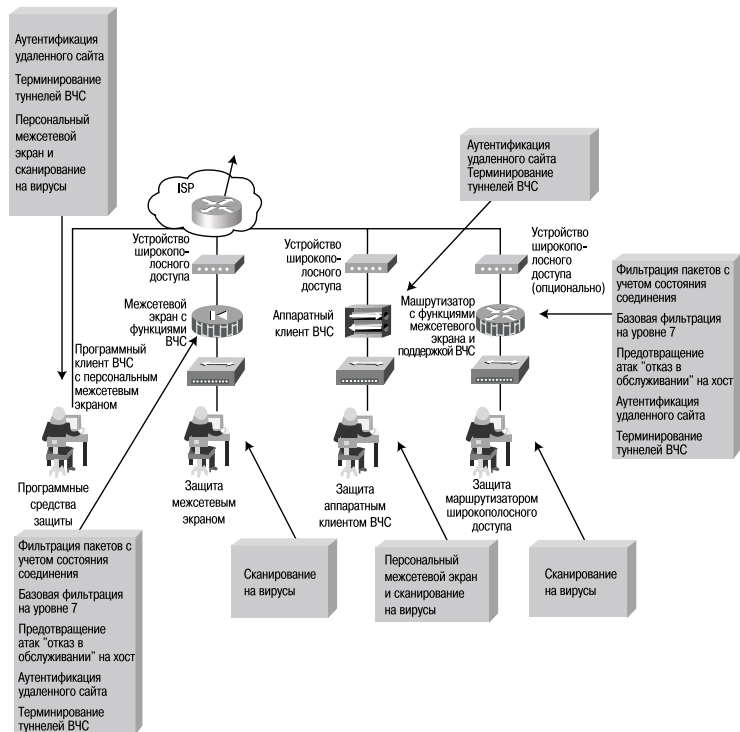 Аутентификация
удаленного сайта
Терминирование
туннелей ВЧС
Персональный
межсетевой
экран и
сканирование
на вирусы
ISP
Аутентификация
удаленного сайта
Терминирование
туннелей ВЧС
Устройство
широкопо-
лосного
доступа
Устройство
широкопо-
лосного
доступа
Устройство
широкопо-
лосного
доступа
(опционально)
Межсетевой
экран с
функциями
ВЧС
Аппаратный
клиент ВЧС
Машрутизатор
с функциями
межсетевого
экрана и
поддержкой ВЧС
Фильтрация пакетов с
учетом состояния
соединения
Базовая фильтрация
на уровне 7
Предотвращение
атак "отказ в
обслуживании" на хост
Аутентификация
удаленного сайта
Терминирование
туннелей ВЧС
Программный
клиент ВЧС
с персональным
межсетевым
экраном
Программные
средства
защиты
Защита
межсетевым
экраном
Защита
аппаратным
клиентом ВЧС
Защита
маршрутизатором
широкополосного
доступа
Фильтрация пакетов с
учетом состояния
соединения
Базовая фильтрация
на уровне 7
Предотвращение
атак "отказ в
обслуживании" на хост
Аутентификация
удаленного сайта
Терминирование
туннелей ВЧС
Сканирование
на вирусы
Персональный
межсетевой экран
и сканирование
на вирусы
Сканирование
на вирусы